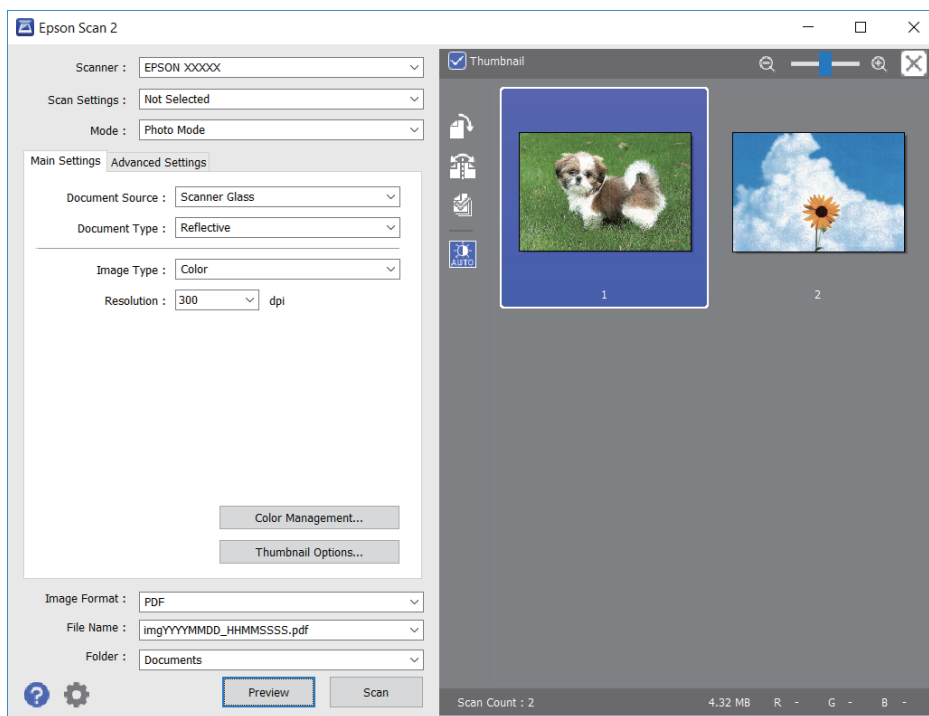 Epson Scan 2
Scanner : EPSON XXXXX
Scan Settings : Not Selected
Mode : Photo Mode
Main Settings Advanced Settings
Document Source : Scanner Glass
Document Type : Reflective
Image Type : Color
Resolution : 300 dpi
Color Management...
Thumbnail Options...
Image Format : PDF
File Name : imgYYYYMMDD_HHMMSSSS.pdf
Folder : Documents
? Preview Scan
Thumbnail
AUTO
1 2
Scan Count : 2 4.32 MB R - G - B -